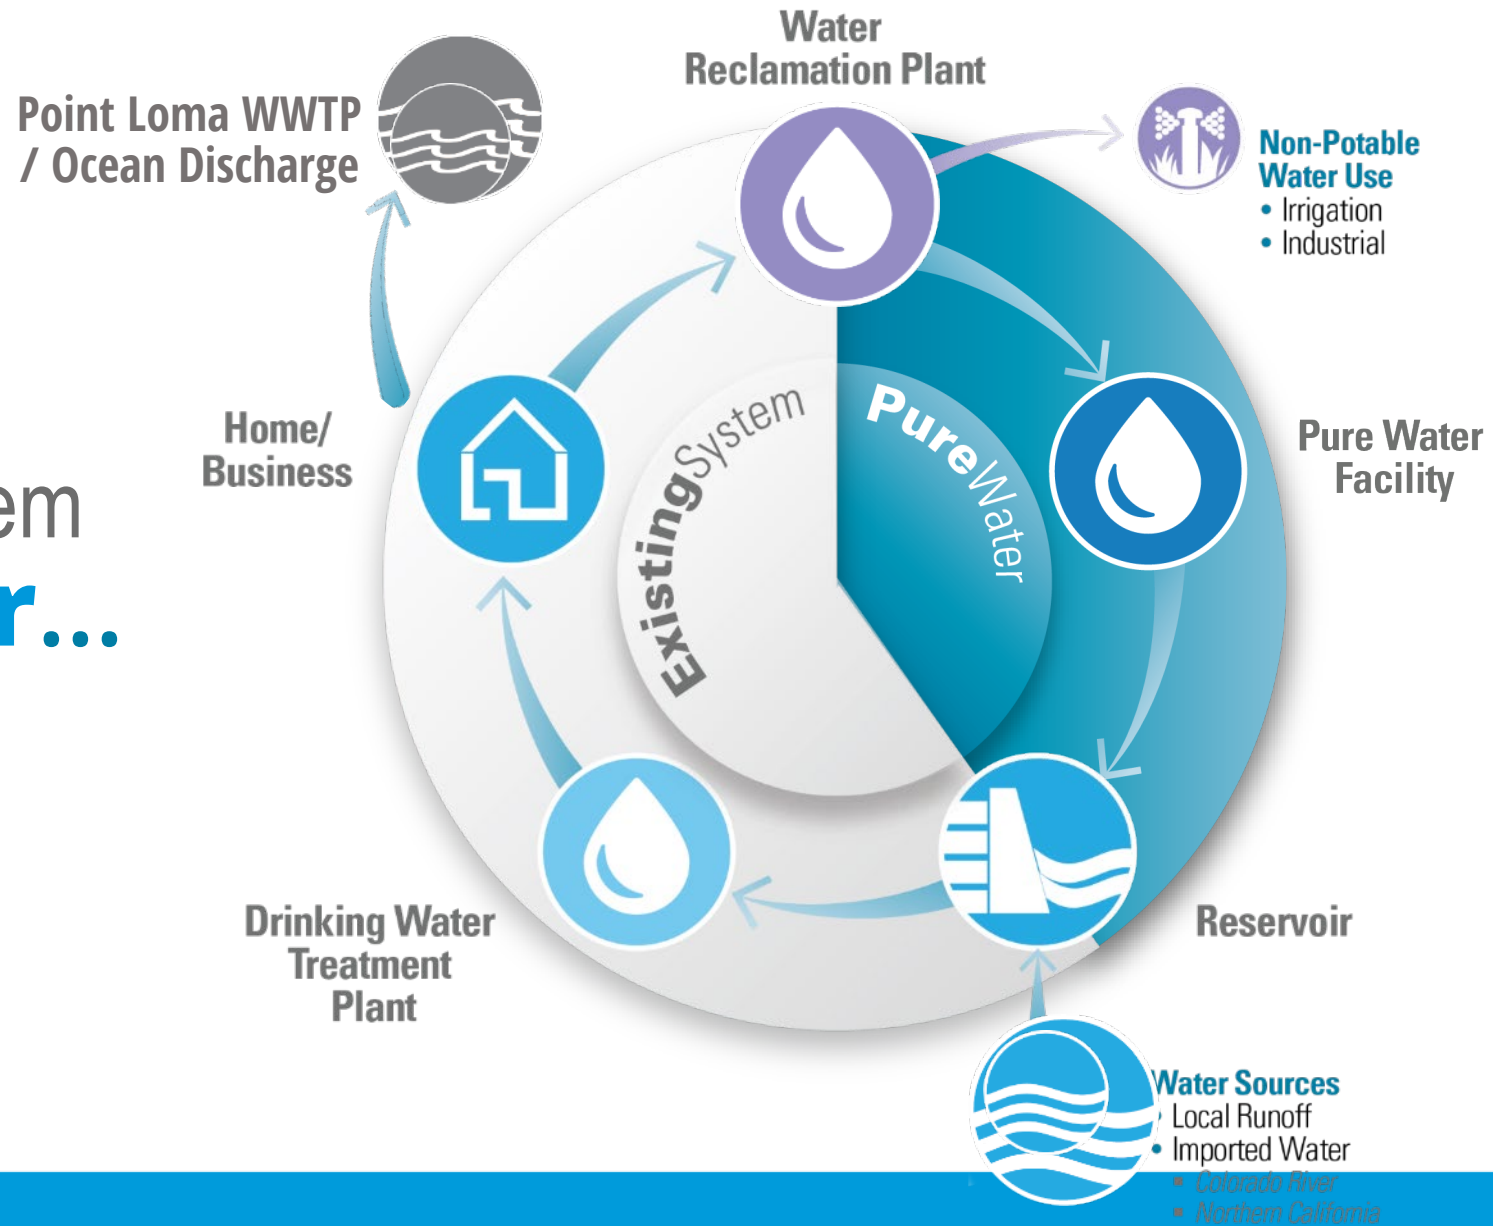 Water
Reclamation Plant
Point Loma WWTP
/ Ocean Discharge
Non-Potable
Water Use
• Irrigation
• Industrial
ExistingSystem
PureWater
Home/
Business
Pure Water
Facility
em
r...
Drinking Water
Treatment
Plant
Reservoir
Water Sources
• Local Runoff
• Imported Water
▪ Colorado River
▪ Northern California